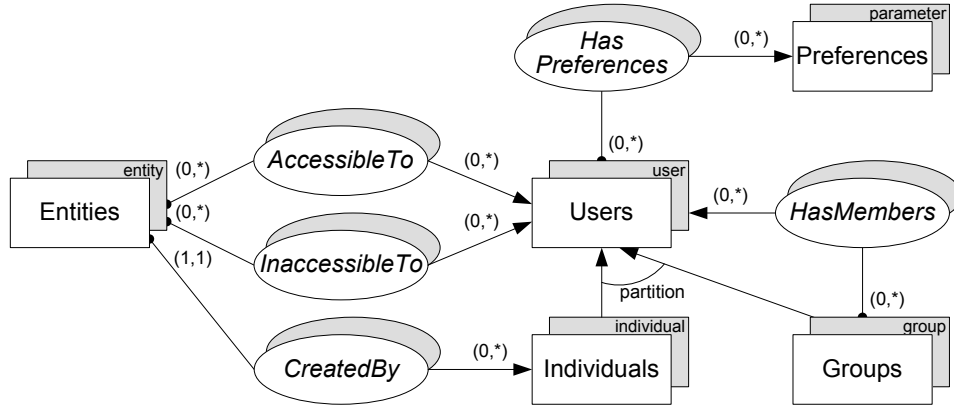 parameter
Has
Preferences
(0,*)
Preferences
AccessibleTo
entity
(0,*)
(0,*)
(0,*)
user
Entities
(0,*)
Users
(0,*)
HasMembers
(0,*)
InaccessibleTo
(1,1)
partition
(0,*)
individual
group
CreatedBy
(0,*)
Individuals
Groups